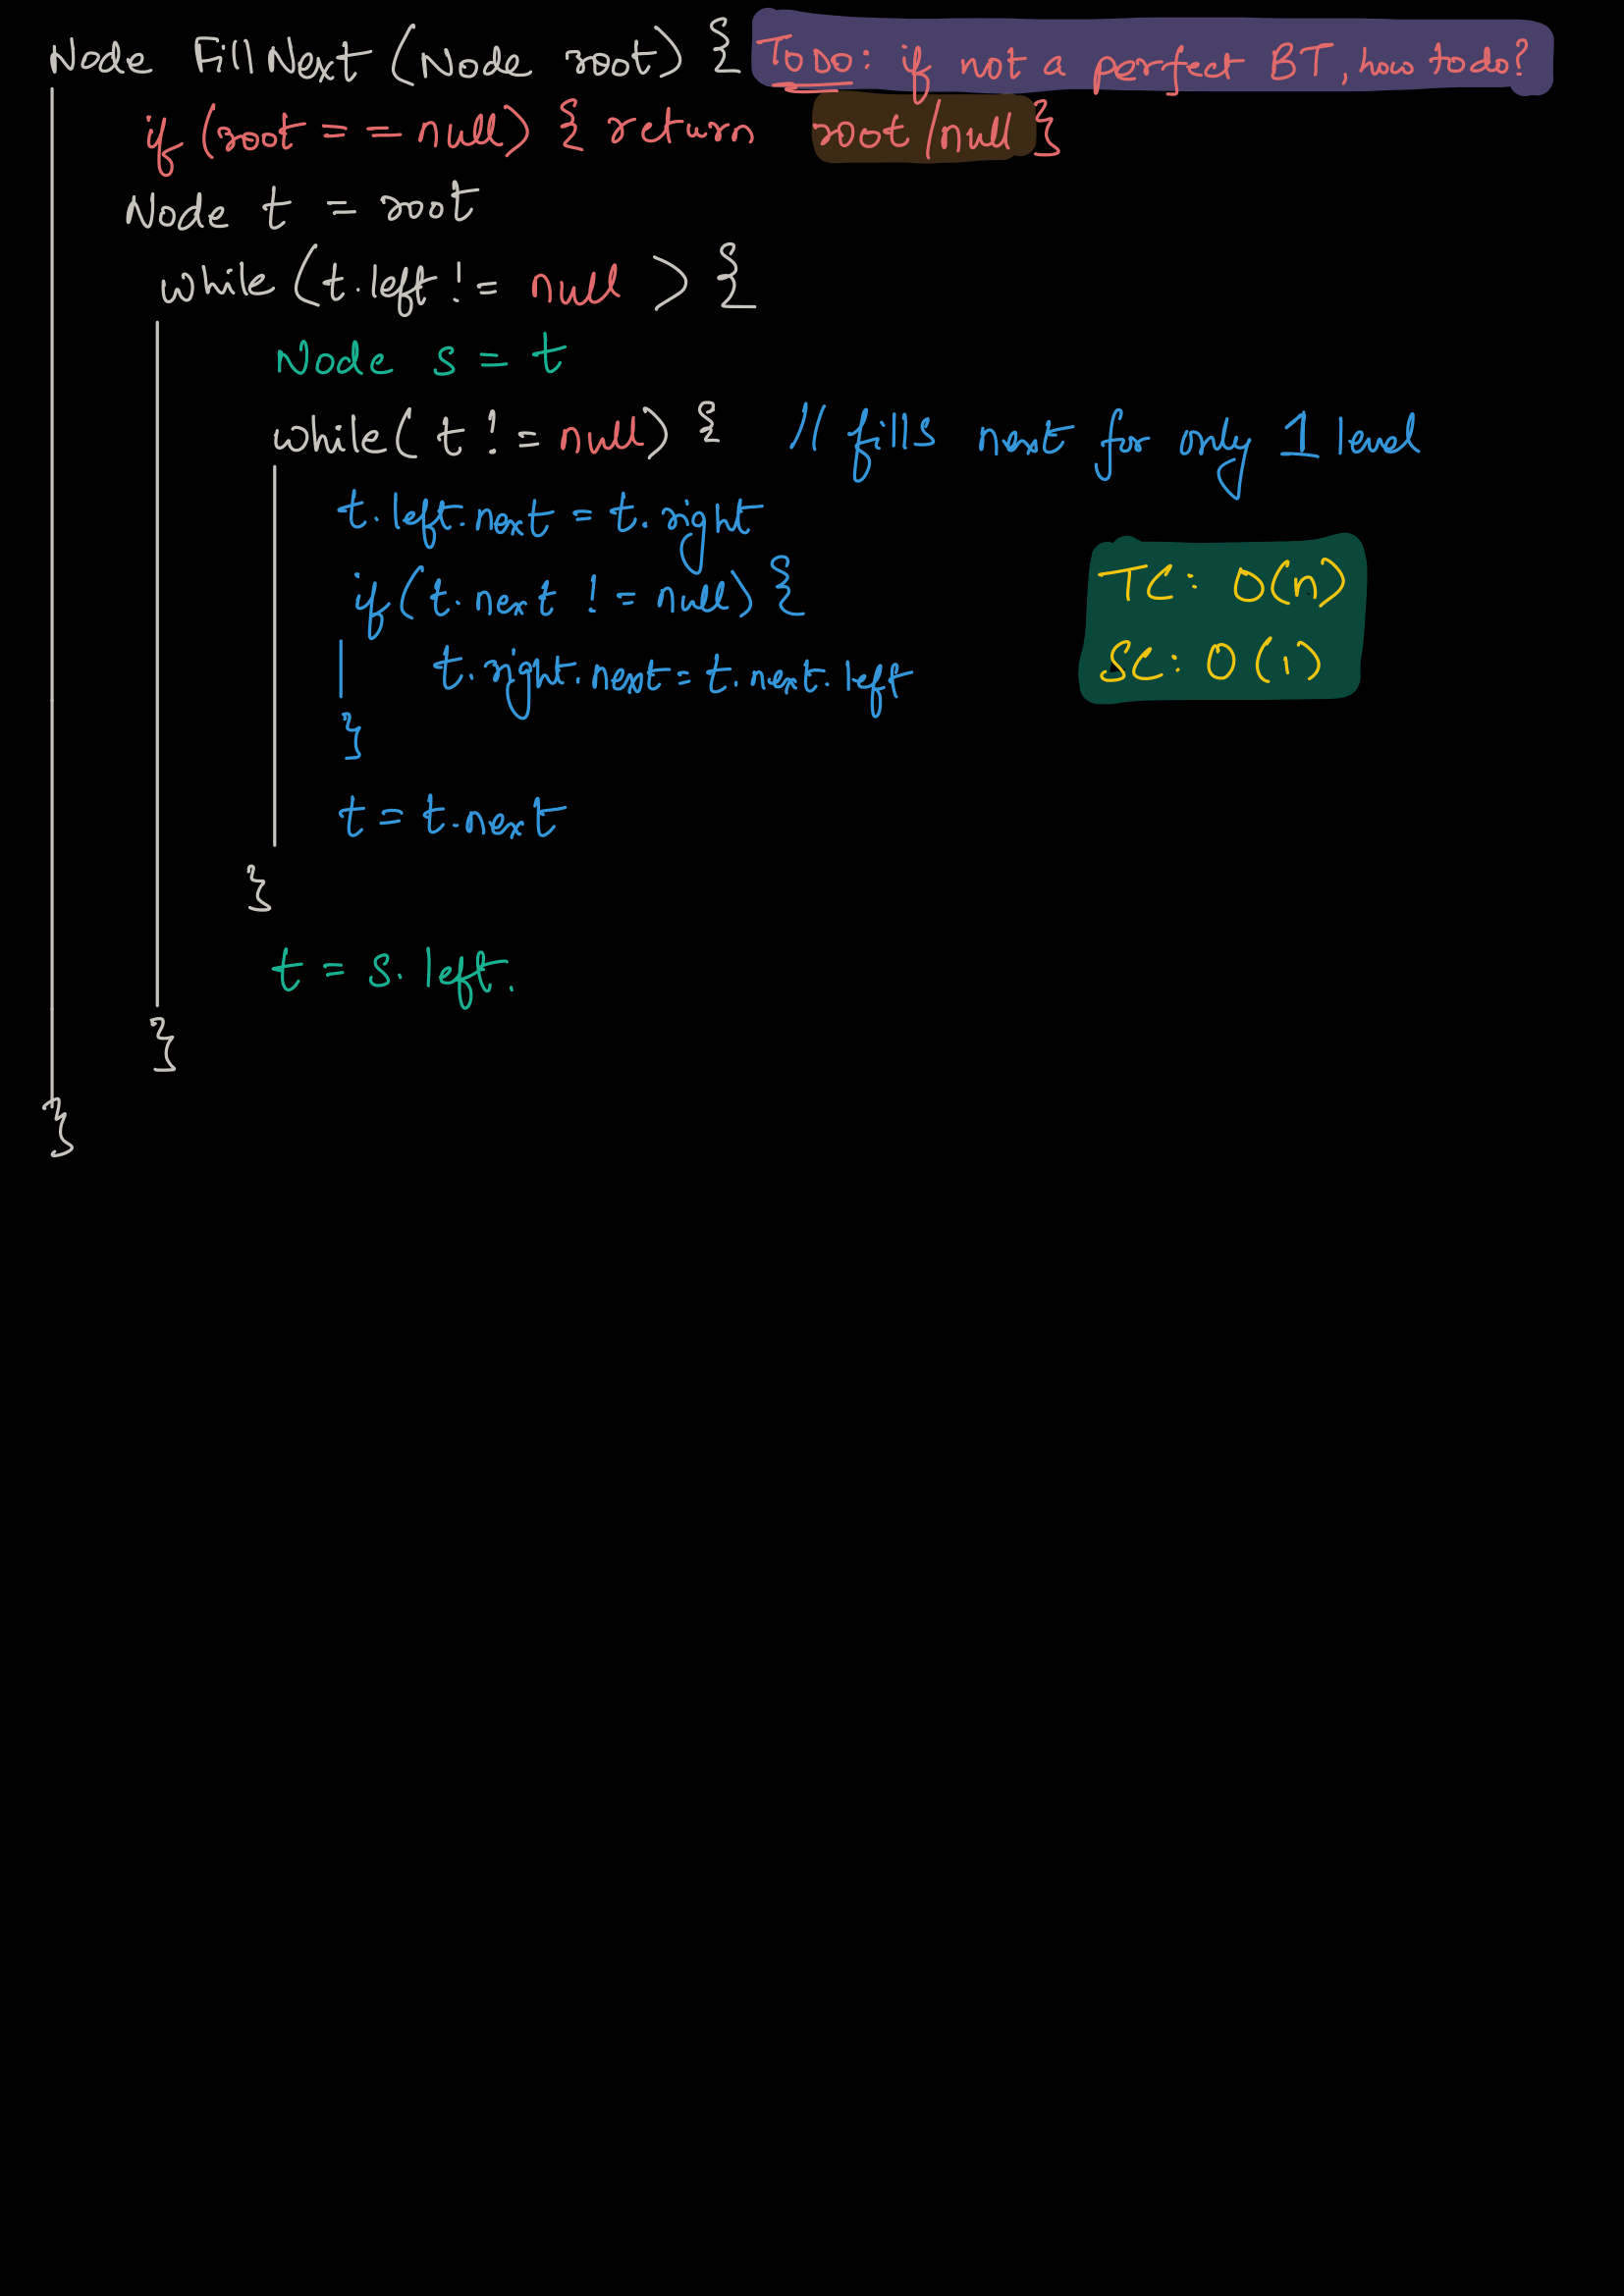 Node FillNext (Node root) { TODO: if not a perfect BT, how to do?
if (root == null) { return root/null }
Node t = root
while (t.left != null) {
Node s = t
while( t != null) { // fills next for only 1 level
t.left.next = t.right
if (t.next != null) {
t.right.next = t.next.left
}
t = t.next
}
t = s.left.
}
}
TC: O(n)
SC: O(1)